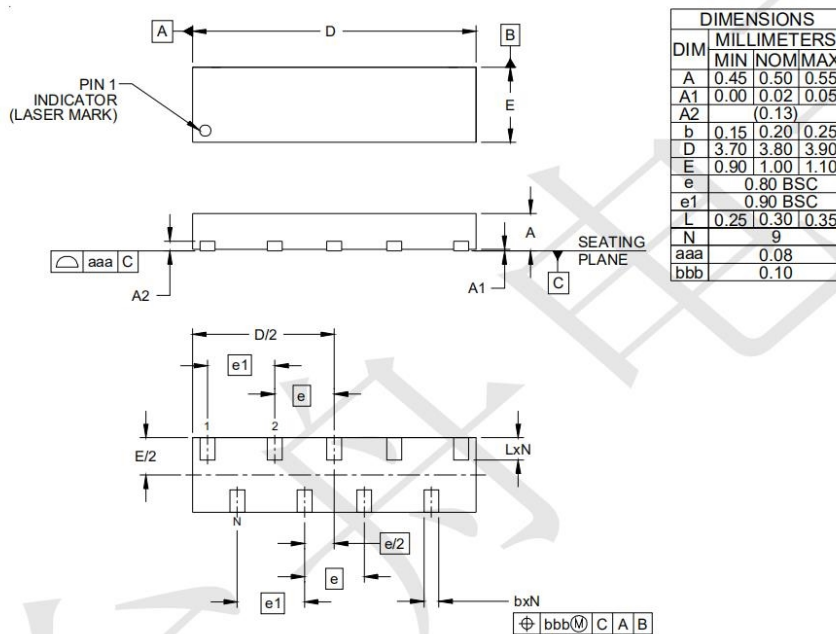 A
D
B
PIN 1
INDICATOR
(LASER MARK)
E
DIMENSIONS
DIM MILLIMETERS
MIN NOM MAX
A 0.45 0.50 0.55
A1 0.00 0.02 0.05
A2 (0.13)
b 0.15 0.20 0.25
D 3.70 3.80 3.90
E 0.90 1.00 1.10
e 0.80 BSC
e1 0.90 BSC
L 0.25 0.30 0.35
N 9
aaa 0.08
bbb 0.10
A
SEATING
PLANE
aaa C
A2
A1
C
D/2
e1
e
1 2
E/2
LxN
N
e/2
e
e1
bxN
bbb Ⓜ C A B